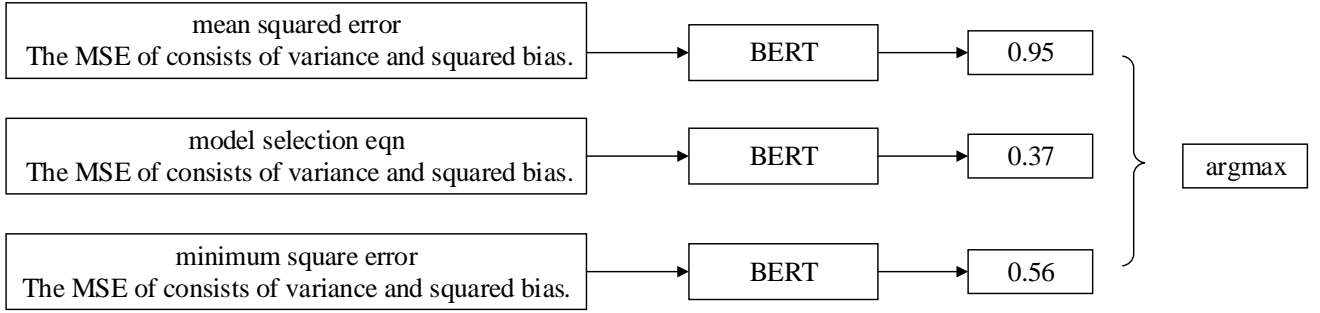 mean squared error
The MSE of consists of variance and squared bias.
BERT
0.95
model selection eqn
The MSE of consists of variance and squared bias.
BERT
0.37
argmax
minimum square error
The MSE of consists of variance and squared bias.
BERT
0.56